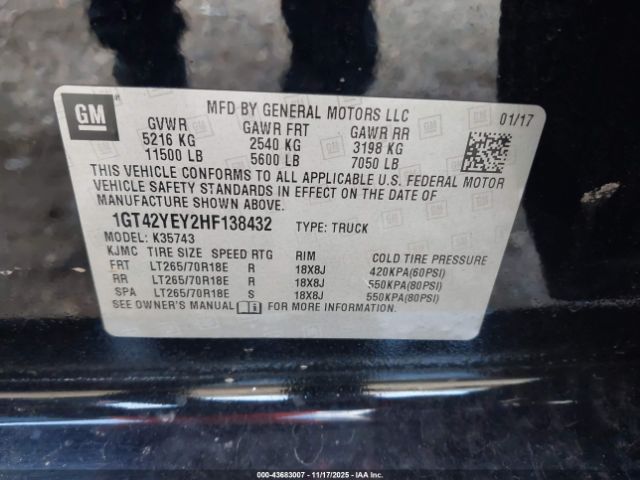 GM
MFD BY GENERAL MOTORS LLC
01/17
GVWR GAWR FRT GAWR RR
5216 KG 2540 KG 3198 KG
11500 LB 5600 LB 7050 LB
THIS VEHICLE CONFORMS TO ALL APPLICABLE U.S. FEDERAL MOTOR
VEHICLE SAFETY STANDARDS IN EFFECT ON THE DATE OF
MANUFACTURE SHOWN ABOVE.
1GT42YEY2HF138432 TYPE: TRUCK
MODEL: K35743
KJMC TIRE SIZE SPEED RTG RIM COLD TIRE PRESSURE
FRT LT265/70R18E R 18X8J 420KPA(60PSI)
RR LT265/70R18E R 18X8J 550KPA(80PSI)
SPA LT265/70R18E S 18X8J 550KPA(80PSI)
SEE OWNER'S MANUAL FOR MORE INFORMATION.
000-43683007 - 11/17/2025 - IAA Inc.